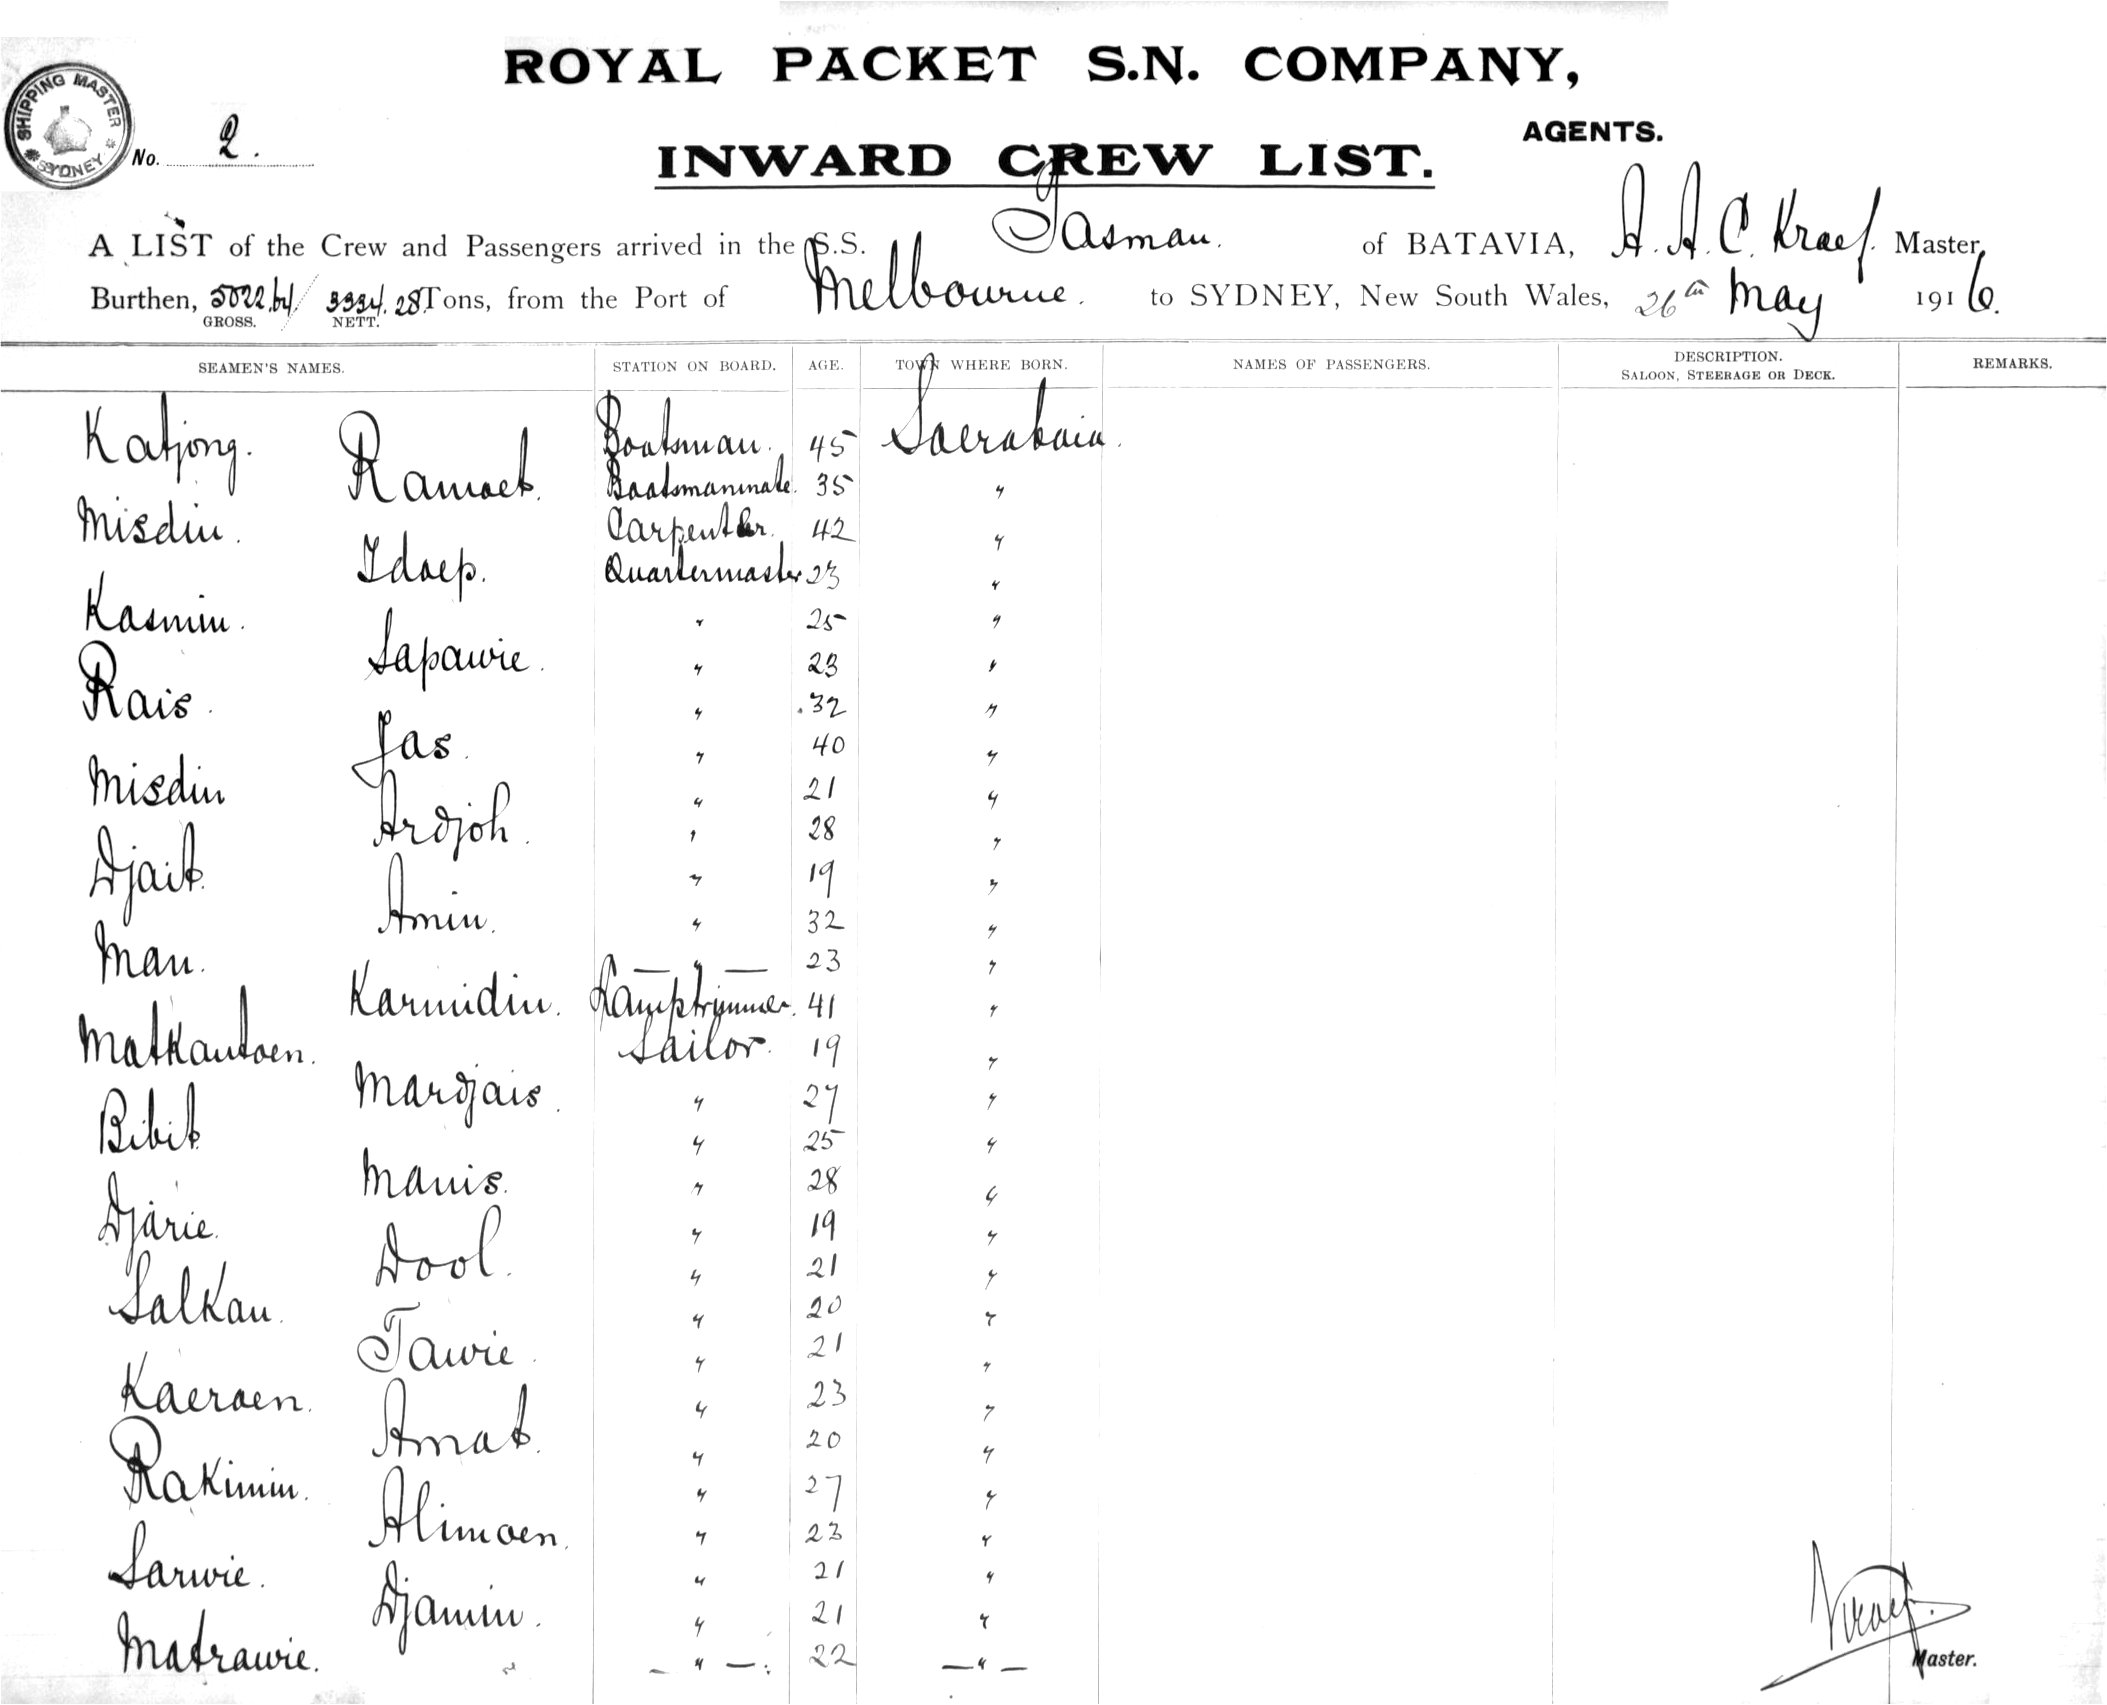 ROYAL PACKET S.N. COMPANY,
AGENTS.
SHIPPING MASTER SYDNEY
No. 2.
INWARD CREW LIST.
A LIST of the Crew and Passengers arrived in the S.S. Tasman. of BATAVIA, A. A. C. Kraef. Master,
Burthen, 5022.64/ 3334.28 Tons, from the Port of Melbourne. to SYDNEY, New South Wales, 26th May 1916.
GROSS. NETT.
SEAMEN'S NAMES. STATION ON BOARD. AGE. TOWN WHERE BORN. NAMES OF PASSENGERS. DESCRIPTION. SALOON, STEERAGE OR DECK. REMARKS.
Katjong. Boatsman. 45 Soerabaia.
Ramoet. Boatsmanmate. 35 "
Misdin. Carpenter. 42 "
Idoep. Quartermaster 23 "
Kasmin. " 25 "
Sapawie. " 23 "
Rais. " 32 "
Jas. " 40 "
Misdin " 21 "
Ardjoh. " 28 "
Djait. " 19 "
Amin. " 32 "
Man. — " — 23 "
Karmidin. Lamptrimmer. 41 "
Matkantoen. Sailor. 19 "
Mardjais. " 27 "
Bibit. " 25 "
Manis. " 28 "
Djarie. " 19 "
Dool. " 21 "
Salkan. " 20 "
Tawie. " 21 "
Kaeroen. " 23 "
Amat. " 20 "
Rakimin. " 27 "
Alimoen. " 23 "
Sarwie. " 21 "
Djamin. " 21 "
Matrawie. — " — 22 — " —
Kraef.
Master.